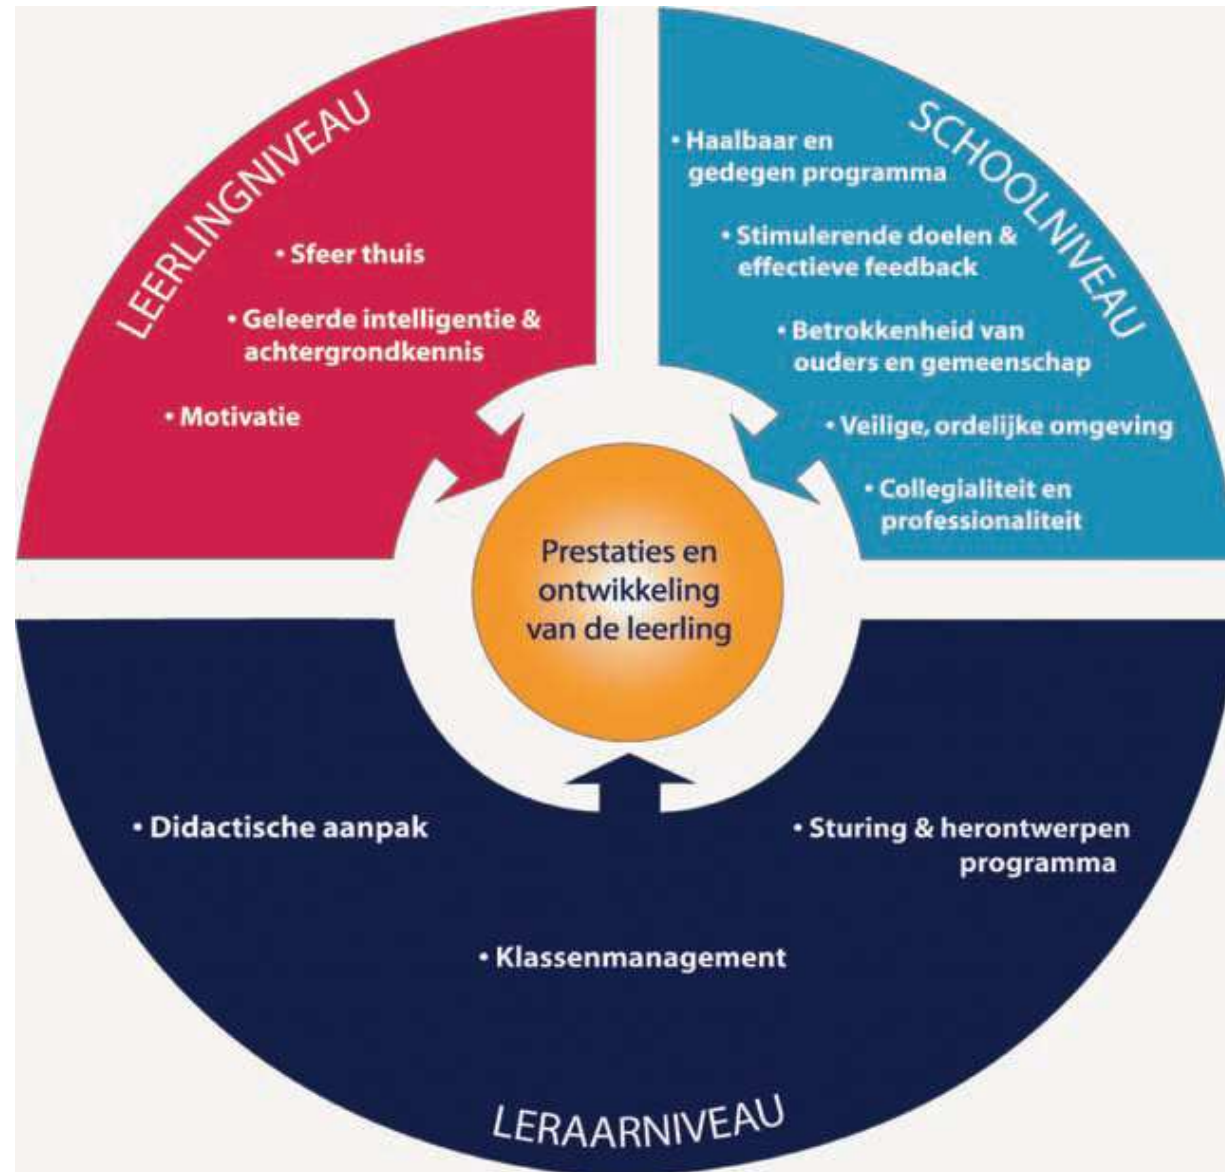 LEERLINGNIVEAU
• Sfeer thuis
• Geleerde intelligentie &
achtergrondkennis
• Motivatie
SCHOOLNIVEAU
• Haalbaar en
gedegen programma
• Stimulerende doelen &
effectieve feedback
• Betrokkenheid van
ouders en gemeenschap
• Veilige, ordelijke omgeving
• Collegialiteit en
professionaliteit
Prestaties en
ontwikkeling
van de leerling
• Didactische aanpak
• Sturing & herontwerpen
programma
• Klassenmanagement
LERAARNIVEAU